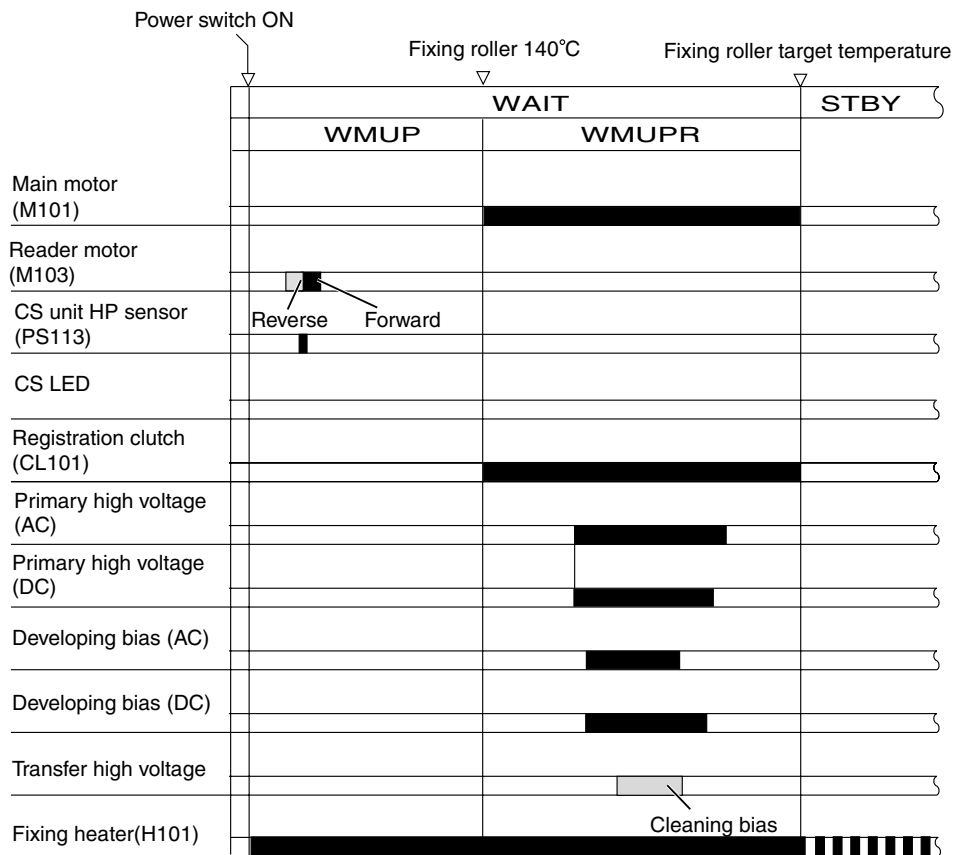 Power switch ON
Fixing roller 140°C
Fixing roller target temperature
WAIT
STBY
WMUP
WMUPR
Main motor
(M101)
Reader motor
(M103)
Reverse
Forward
CS unit HP sensor
(PS113)
CS LED
Registration clutch
(CL101)
Primary high voltage
(AC)
Primary high voltage
(DC)
Developing bias (AC)
Developing bias (DC)
Transfer high voltage
Cleaning bias
Fixing heater(H101)